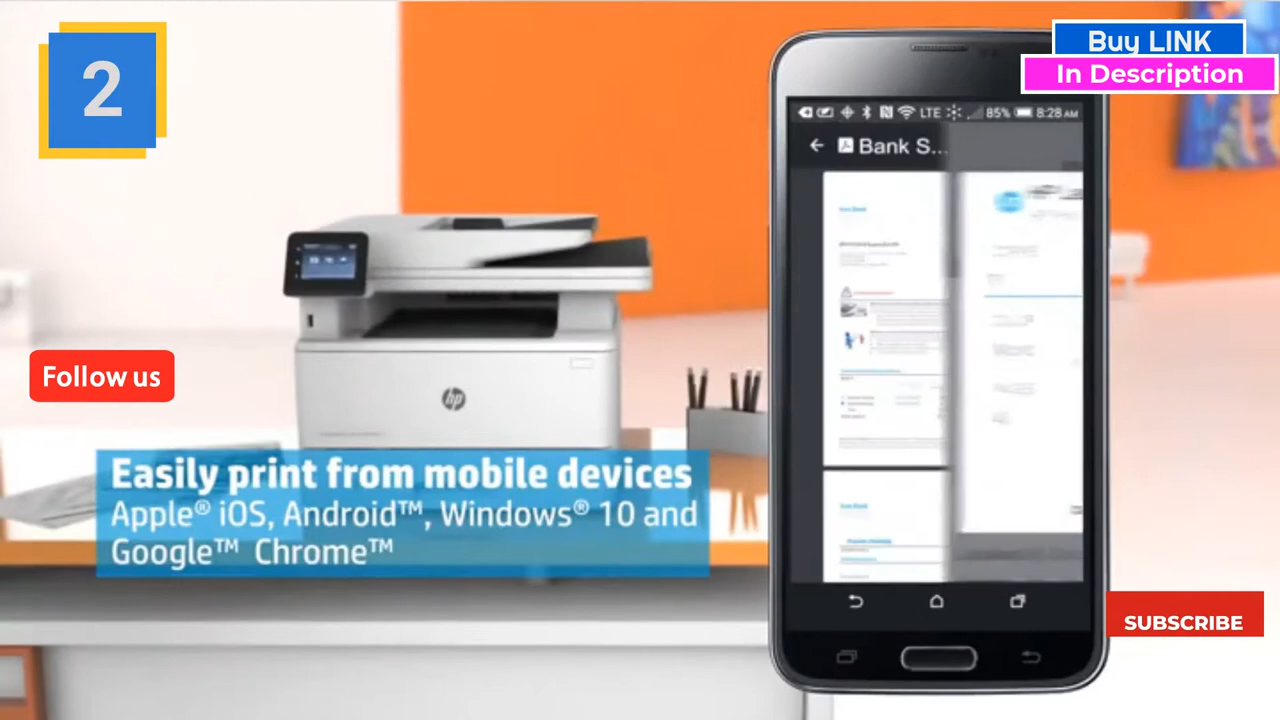 2
Buy LINK
In Description
LTE 85% 8:28 AM
Bank S...
hp
Follow us
Easily print from mobile devices
Apple® iOS, Android™, Windows® 10 and
Google™ Chrome™
SUBSCRIBE